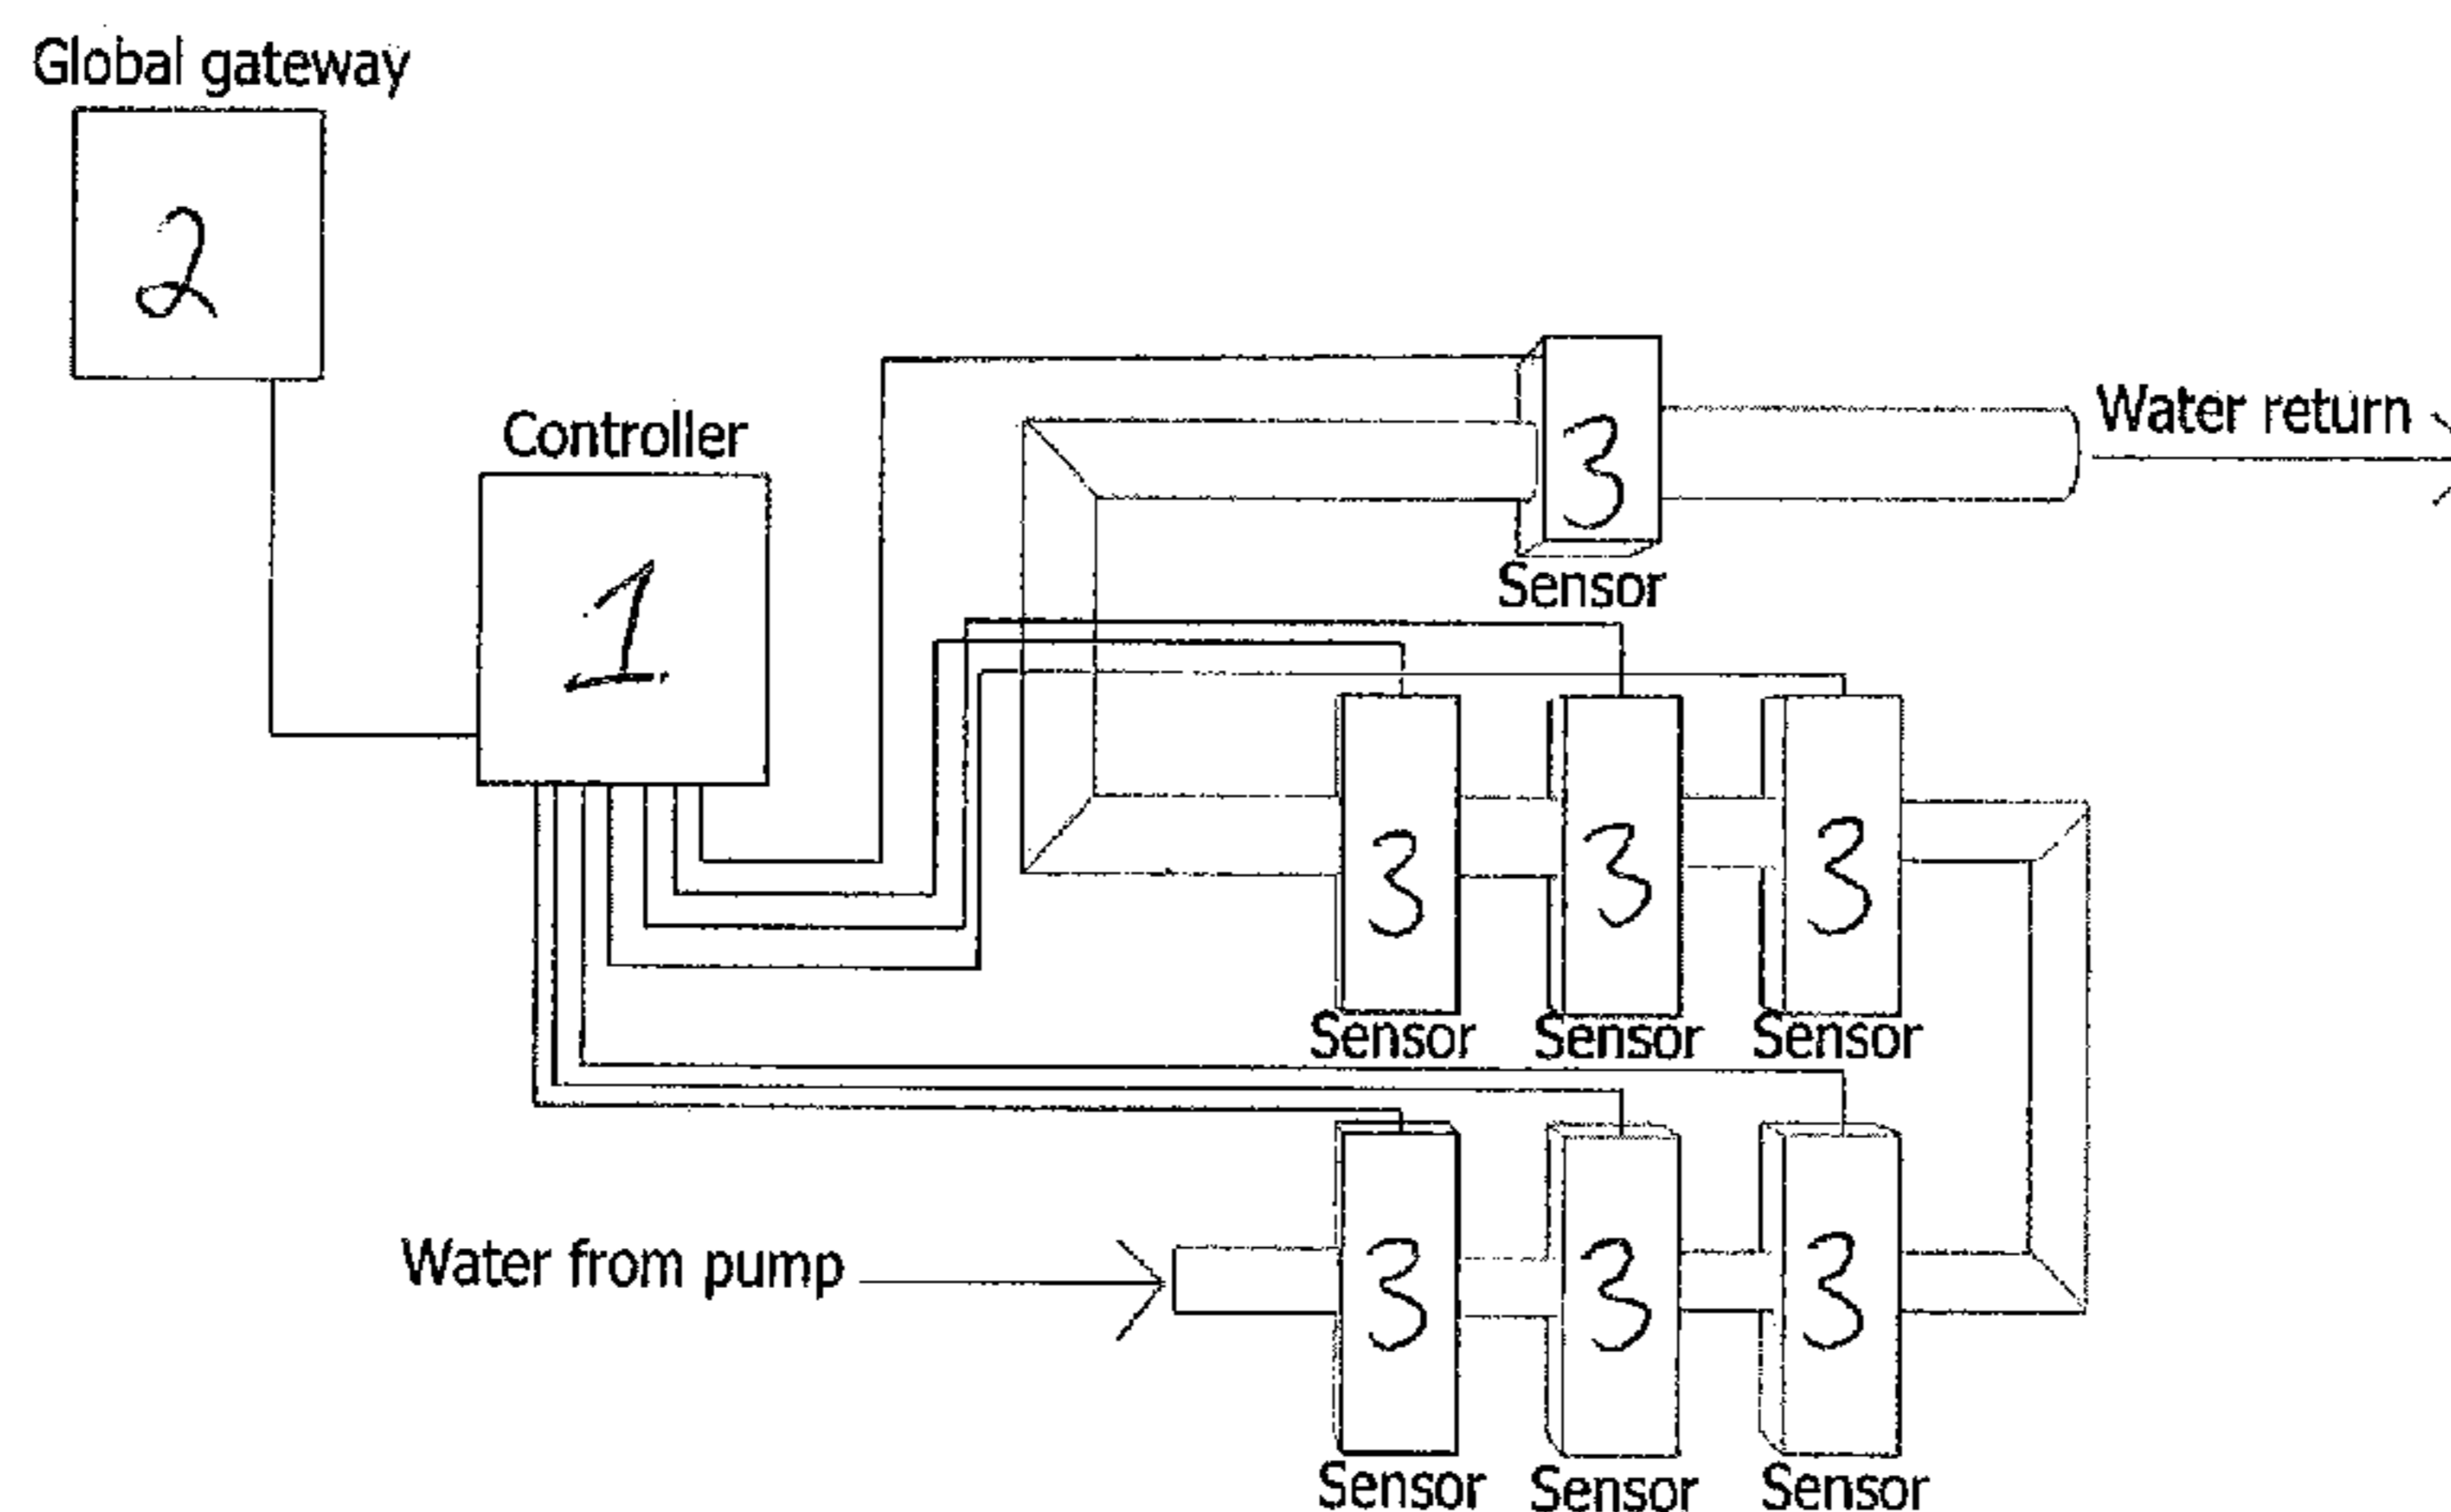 Global gateway
2
Controller
1
3
Water return
Sensor
3
3
3
Sensor
Sensor
Sensor
Water from pump
3
3
3
Sensor
Sensor
Sensor